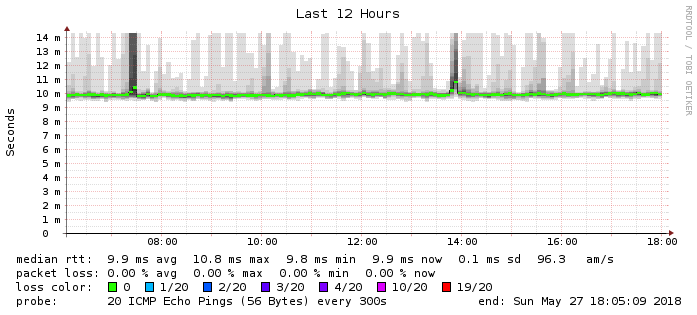 Last 12 Hours
RRDTOOL / TOBI OETIKER
Seconds
14 m
13 m
12 m
11 m
10 m
9 m
8 m
7 m
6 m
5 m
4 m
3 m
2 m
1 m
0
08:00 10:00 12:00 14:00 16:00 18:00
median rtt: 9.9 ms avg 10.8 ms max 9.8 ms min 9.9 ms now 0.1 ms sd 96.3 am/s
packet loss: 0.00 % avg 0.00 % max 0.00 % min 0.00 % now
loss color: 0 1/20 2/20 3/20 4/20 10/20 19/20
probe: 20 ICMP Echo Pings (56 Bytes) every 300s end: Sun May 27 18:05:09 2018